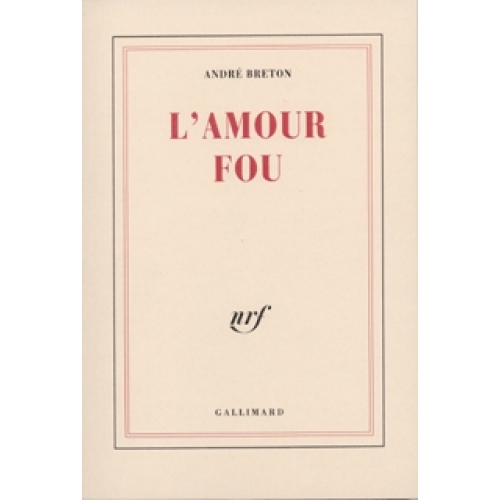 ANDRÉ BRETON
L'AMOUR
FOU
nrf
GALLIMARD